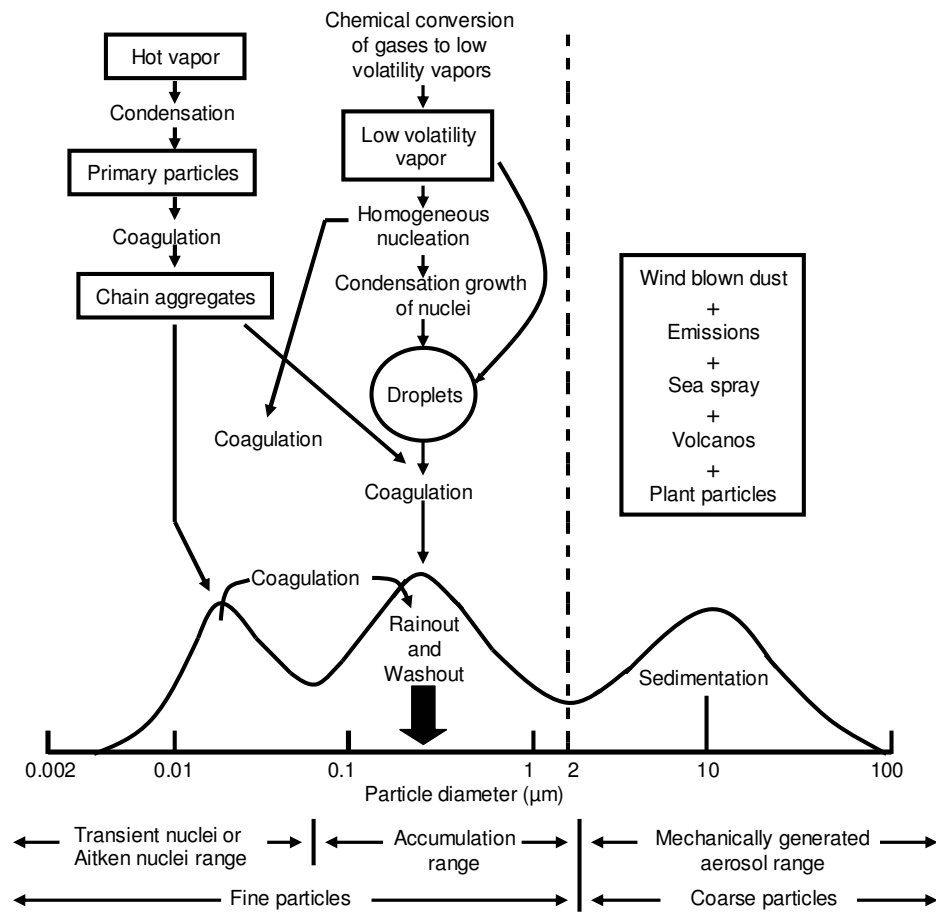 Hot vapor
Condensation
Primary particles
Coagulation
Chain aggregates
Chemical conversion
of gases to low
volatility vapors
Low volatility
vapor
Homogeneous
nucleation
Condensation growth
of nuclei
Droplets
Coagulation
Coagulation
Wind blown dust
+
Emissions
+
Sea spray
+
Volcanos
+
Plant particles
Coagulation
Rainout
and
Washout
Sedimentation
0.002 0.01 0.1 1 2 10 100
Particle diameter (µm)
Transient nuclei or
Aitken nuclei range
Accumulation
range
Mechanically generated
aerosol range
Fine particles
Coarse particles